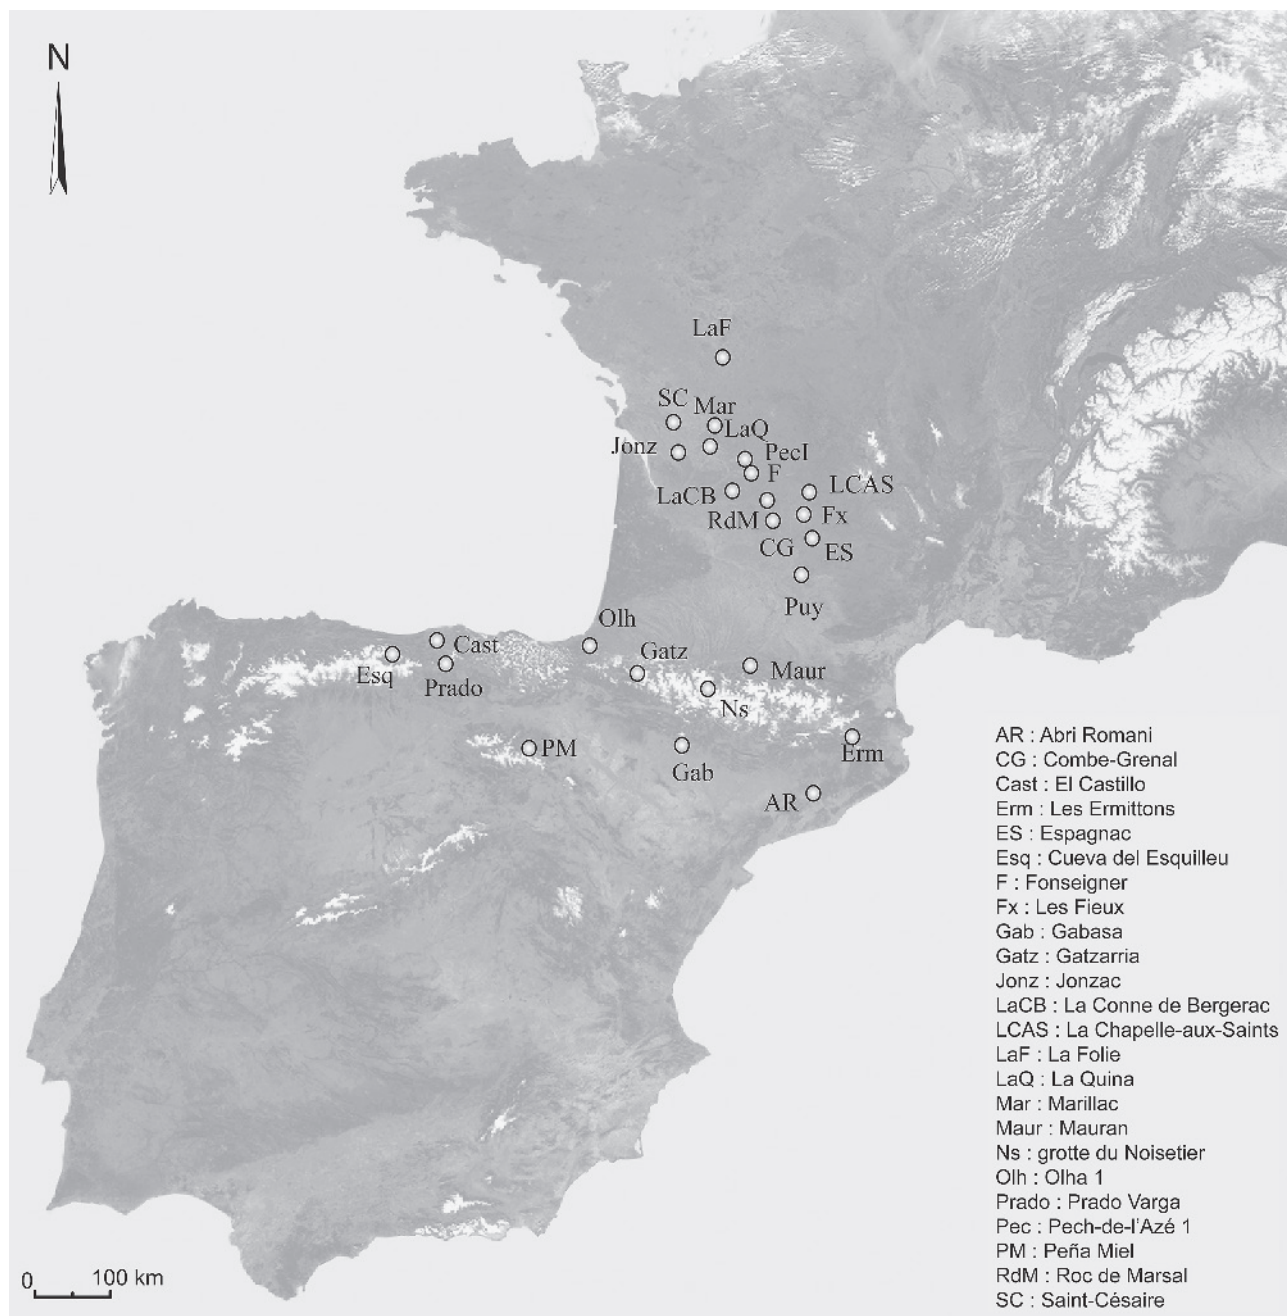 N
LaF
SC
Mar
LaQ
Jonz
PecI
F
LaCB
LCAS
RdM
Fx
CG
ES
Puy
Olh
Cast
Gatz
Esq
Prado
Maur
Ns
PM
Erm
Gab
AR
AR : Abri Romani
CG : Combe-Grenal
Cast : El Castillo
Erm : Les Ermittons
ES : Espagnac
Esq : Cueva del Esquilleu
F : Fonseigner
Fx : Les Fieux
Gab : Gabasa
Gatz : Gatzarria
Jonz : Jonzac
LaCB : La Conne de Bergerac
LCAS : La Chapelle-aux-Saints
LaF : La Folie
LaQ : La Quina
Mar : Marillac
Maur : Mauran
Ns : grotte du Noisetier
Olh : Olha 1
Prado : Prado Varga
Pec : Pech-de-l'Azé 1
PM : Peña Miel
RdM : Roc de Marsal
SC : Saint-Césaire
0 100 km